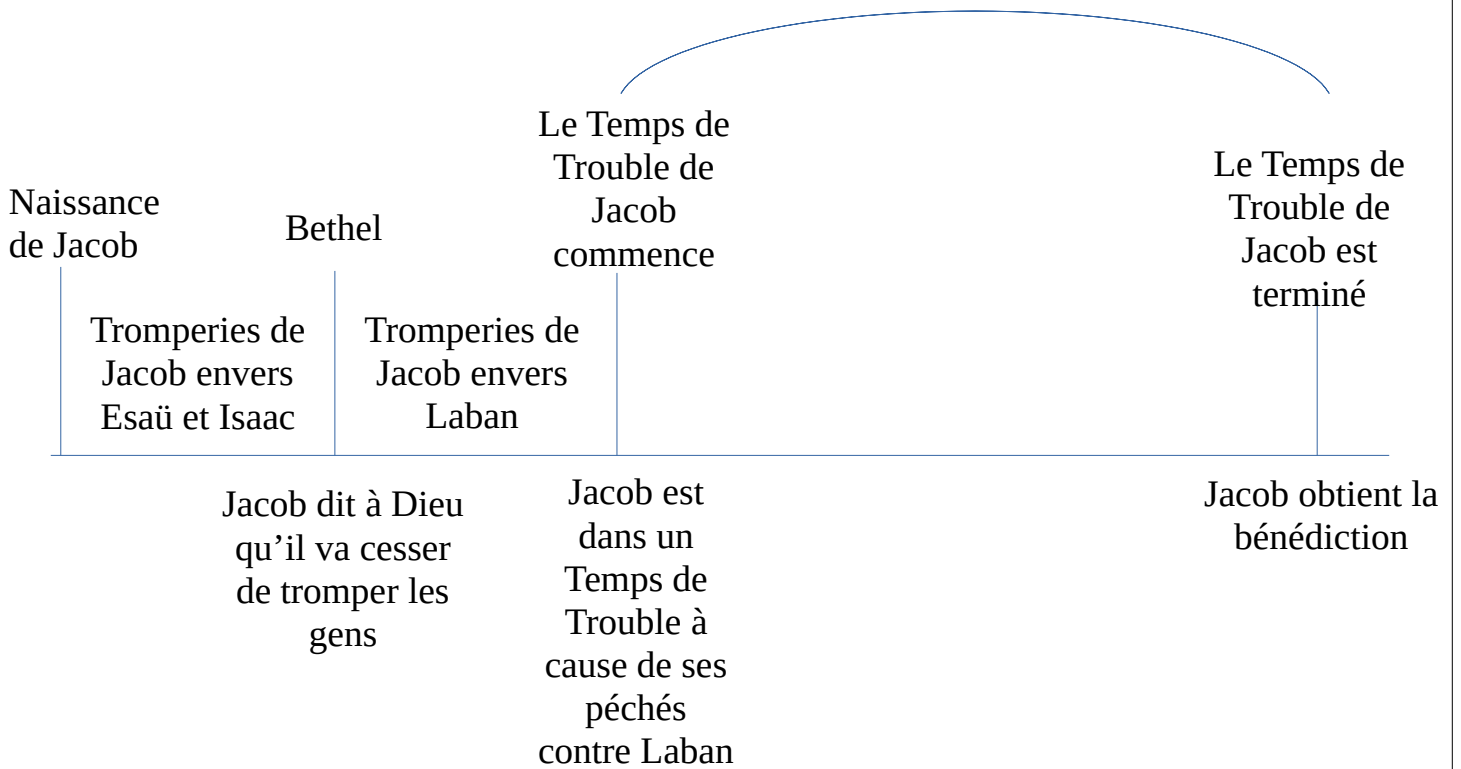 Naissance
de Jacob
Bethel
Le Temps de
Trouble de
Jacob
commence
Le Temps de
Trouble de
Jacob est
terminé
Tromperies de
Jacob envers
Esaü et Isaac
Tromperies de
Jacob envers
Laban
Jacob dit à Dieu
qu’il va cesser
de tromper les
gens
Jacob est
dans un
Temps de
Trouble à
cause de ses
péchés
contre Laban
Jacob obtient la
bénédiction